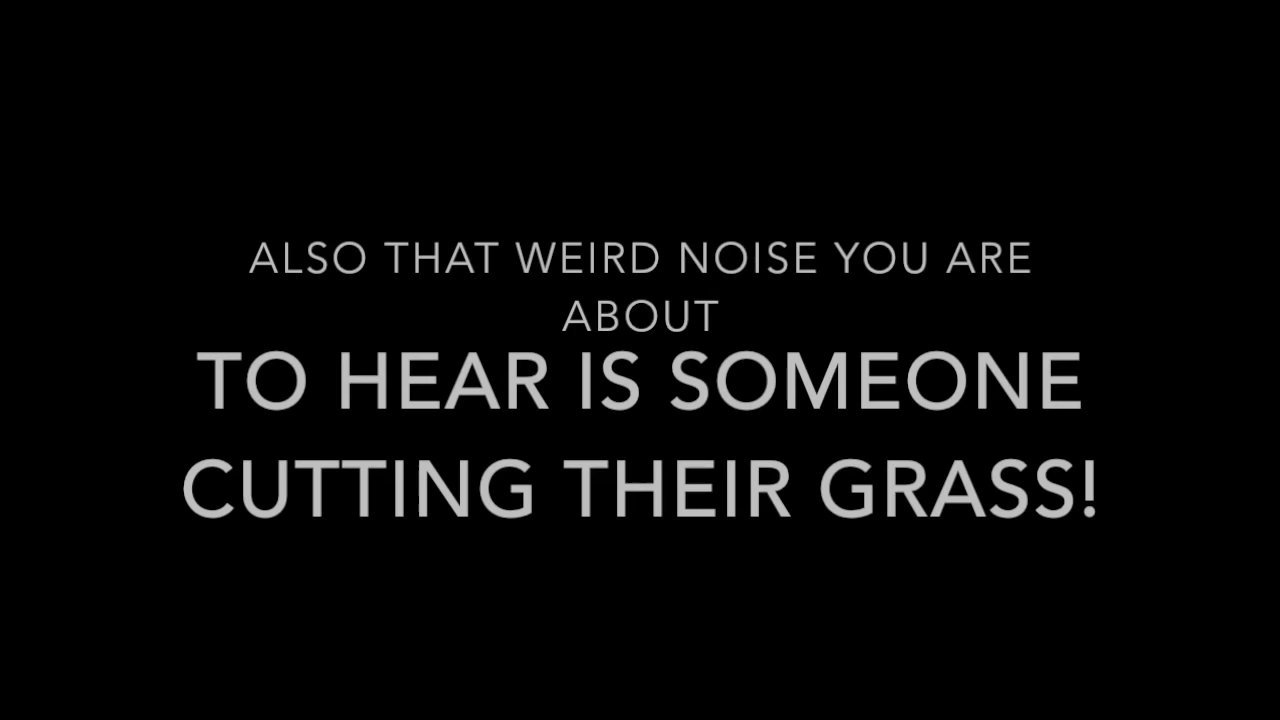 ALSO THAT WEIRD NOISE YOU ARE
ABOUT
TO HEAR IS SOMEONE
CUTTING THEIR GRASS!